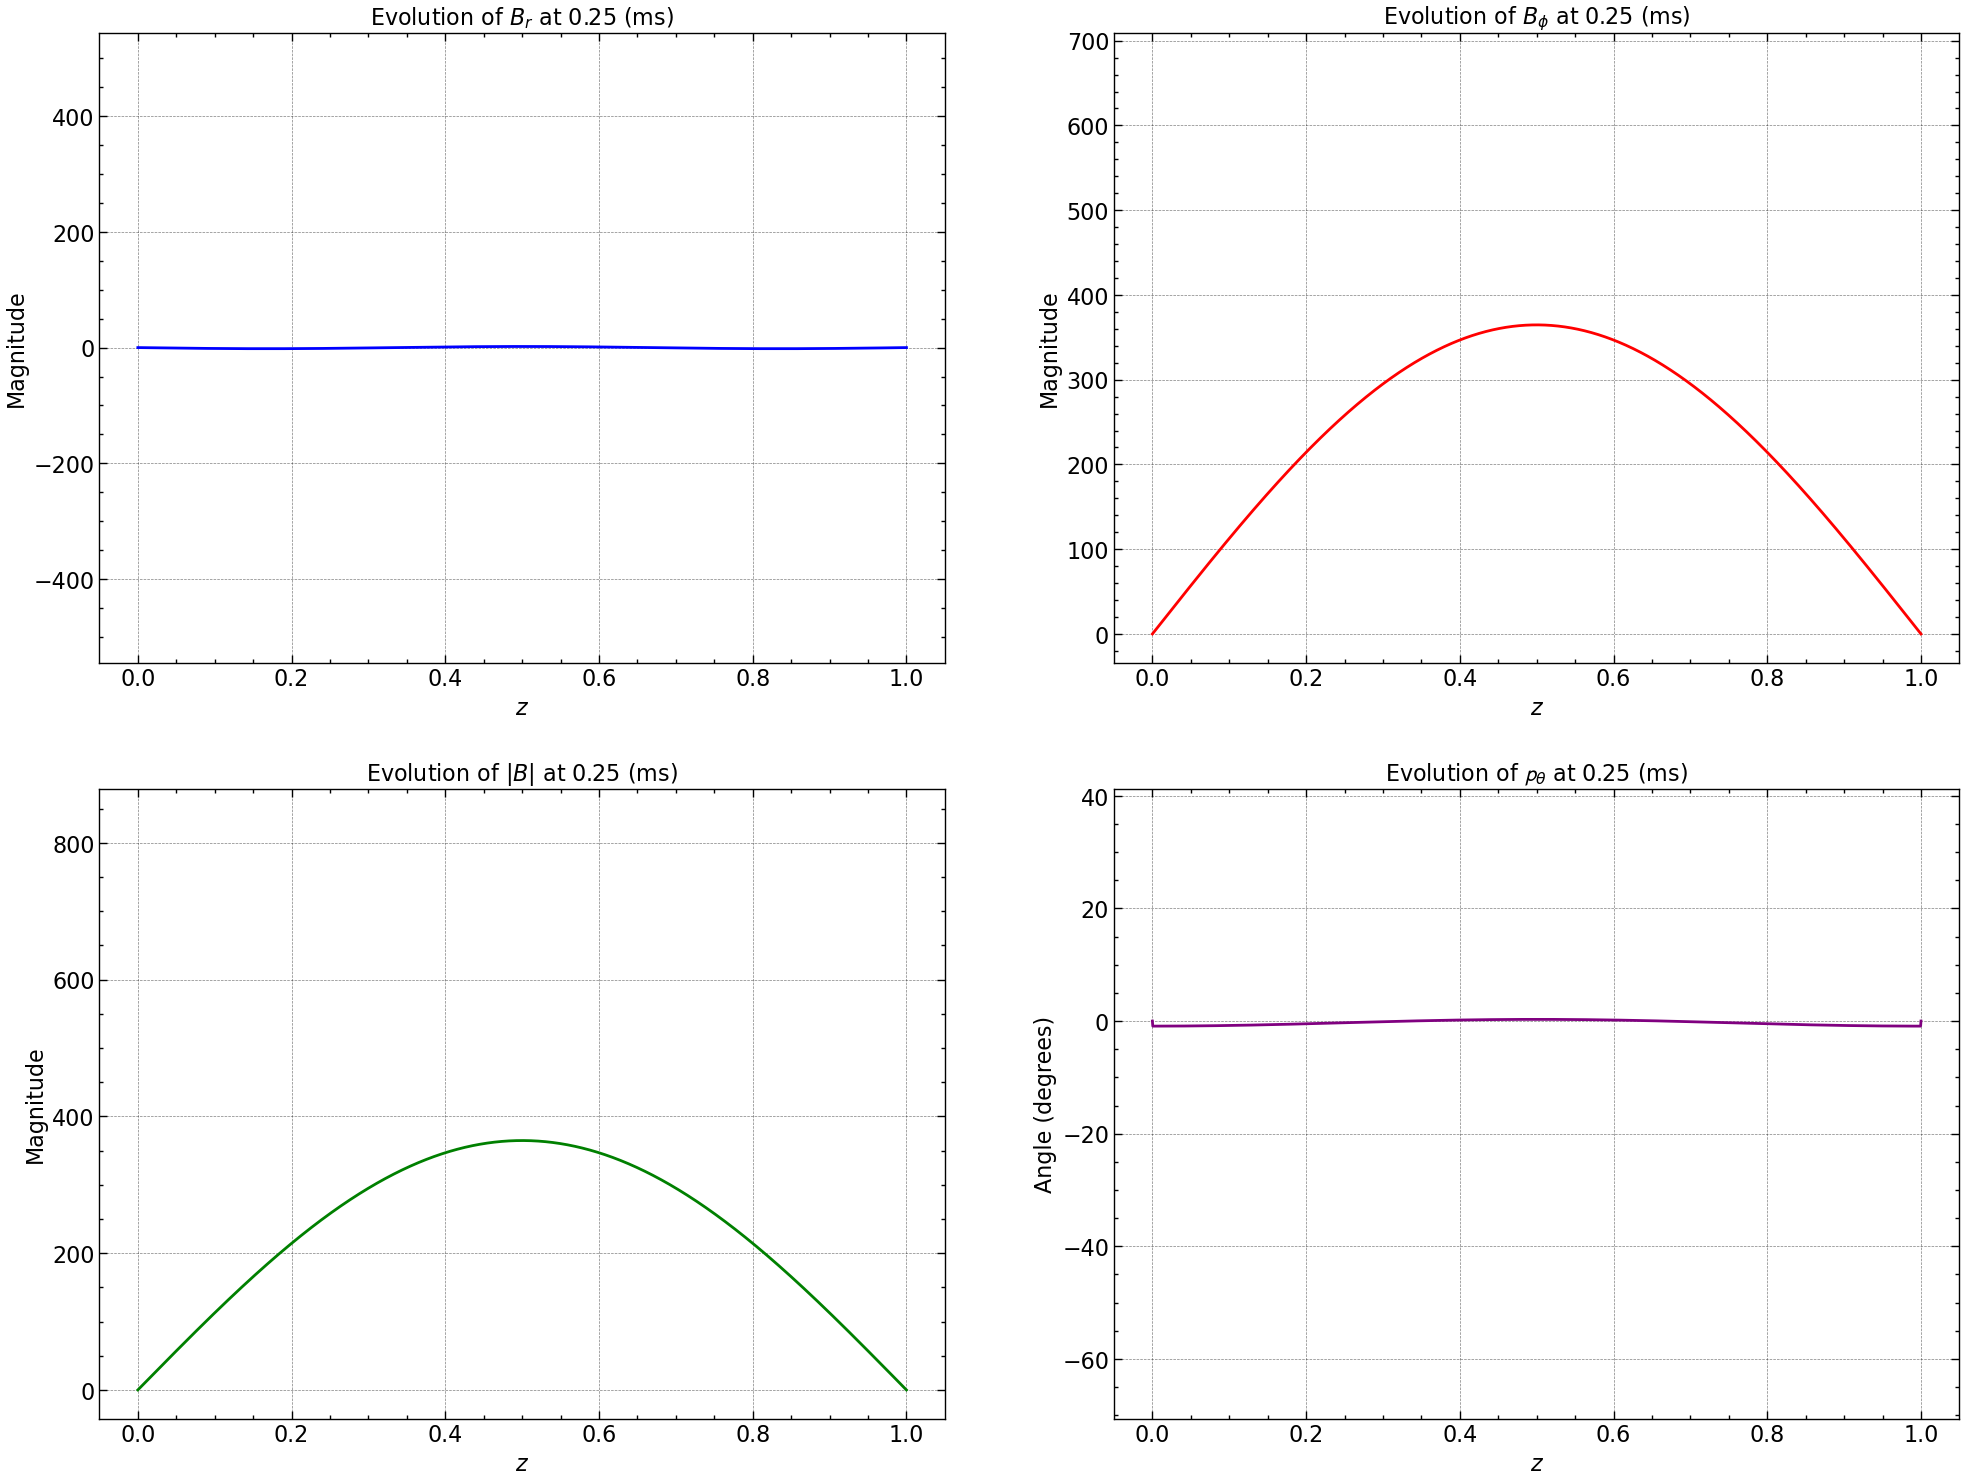 Evolution of B_r at 0.25 (ms)
Magnitude
400
200
0
−200
−400
0.0 0.2 0.4 0.6 0.8 1.0
z
Evolution of B_ϕ at 0.25 (ms)
Magnitude
700
600
500
400
300
200
100
0
0.0 0.2 0.4 0.6 0.8 1.0
z
Evolution of |B| at 0.25 (ms)
Magnitude
800
600
400
200
0
0.0 0.2 0.4 0.6 0.8 1.0
z
Evolution of p_θ at 0.25 (ms)
Angle (degrees)
40
20
0
−20
−40
−60
0.0 0.2 0.4 0.6 0.8 1.0
z